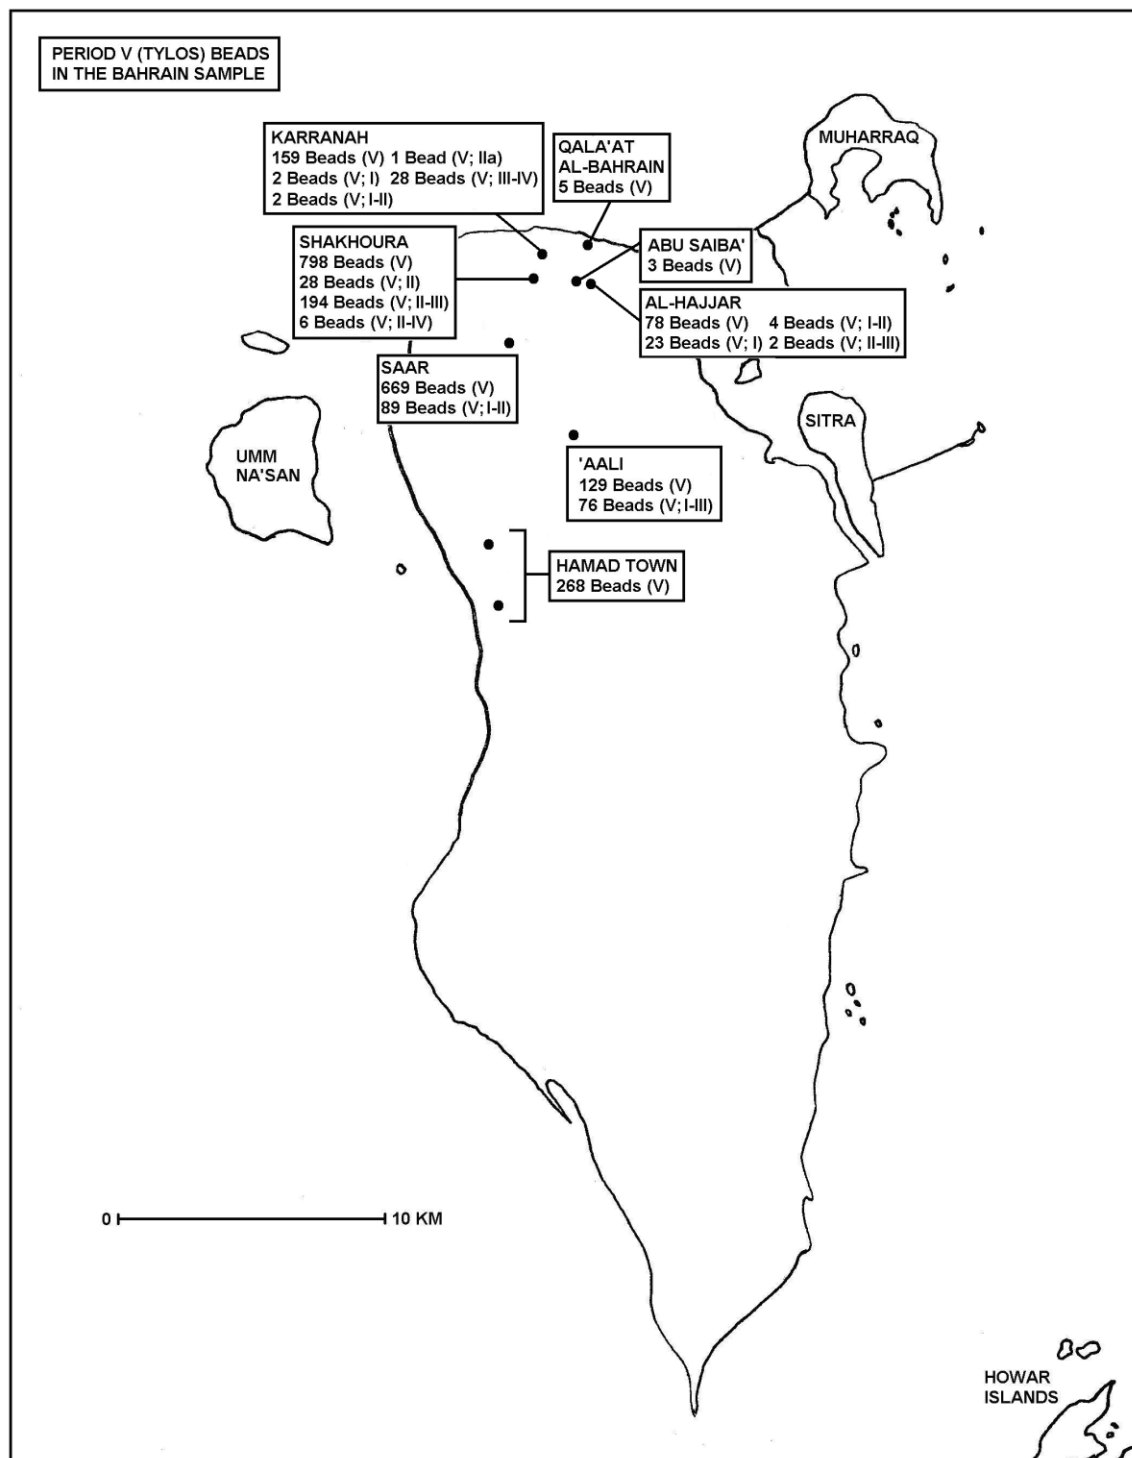 PERIOD V (TYLOS) BEADS
IN THE BAHRAIN SAMPLE
MUHARRAQ
KARRANAH
159 Beads (V) 1 Bead (V; IIa)
2 Beads (V; I) 28 Beads (V; III-IV)
2 Beads (V; I-II)
QALA'AT
AL-BAHRAIN
5 Beads (V)
SHAKHOURA
798 Beads (V)
28 Beads (V; II)
194 Beads (V; II-III)
6 Beads (V; II-IV)
ABU SAIBA'
3 Beads (V)
AL-HAJJAR
78 Beads (V) 4 Beads (V; I-II)
23 Beads (V; I) 2 Beads (V; II-III)
SAAR
669 Beads (V)
89 Beads (V; I-II)
SITRA
UMM
NA'SAN
'AALI
129 Beads (V)
76 Beads (V; I-III)
HAMAD TOWN
268 Beads (V)
0 10 KM
HOWAR
ISLANDS